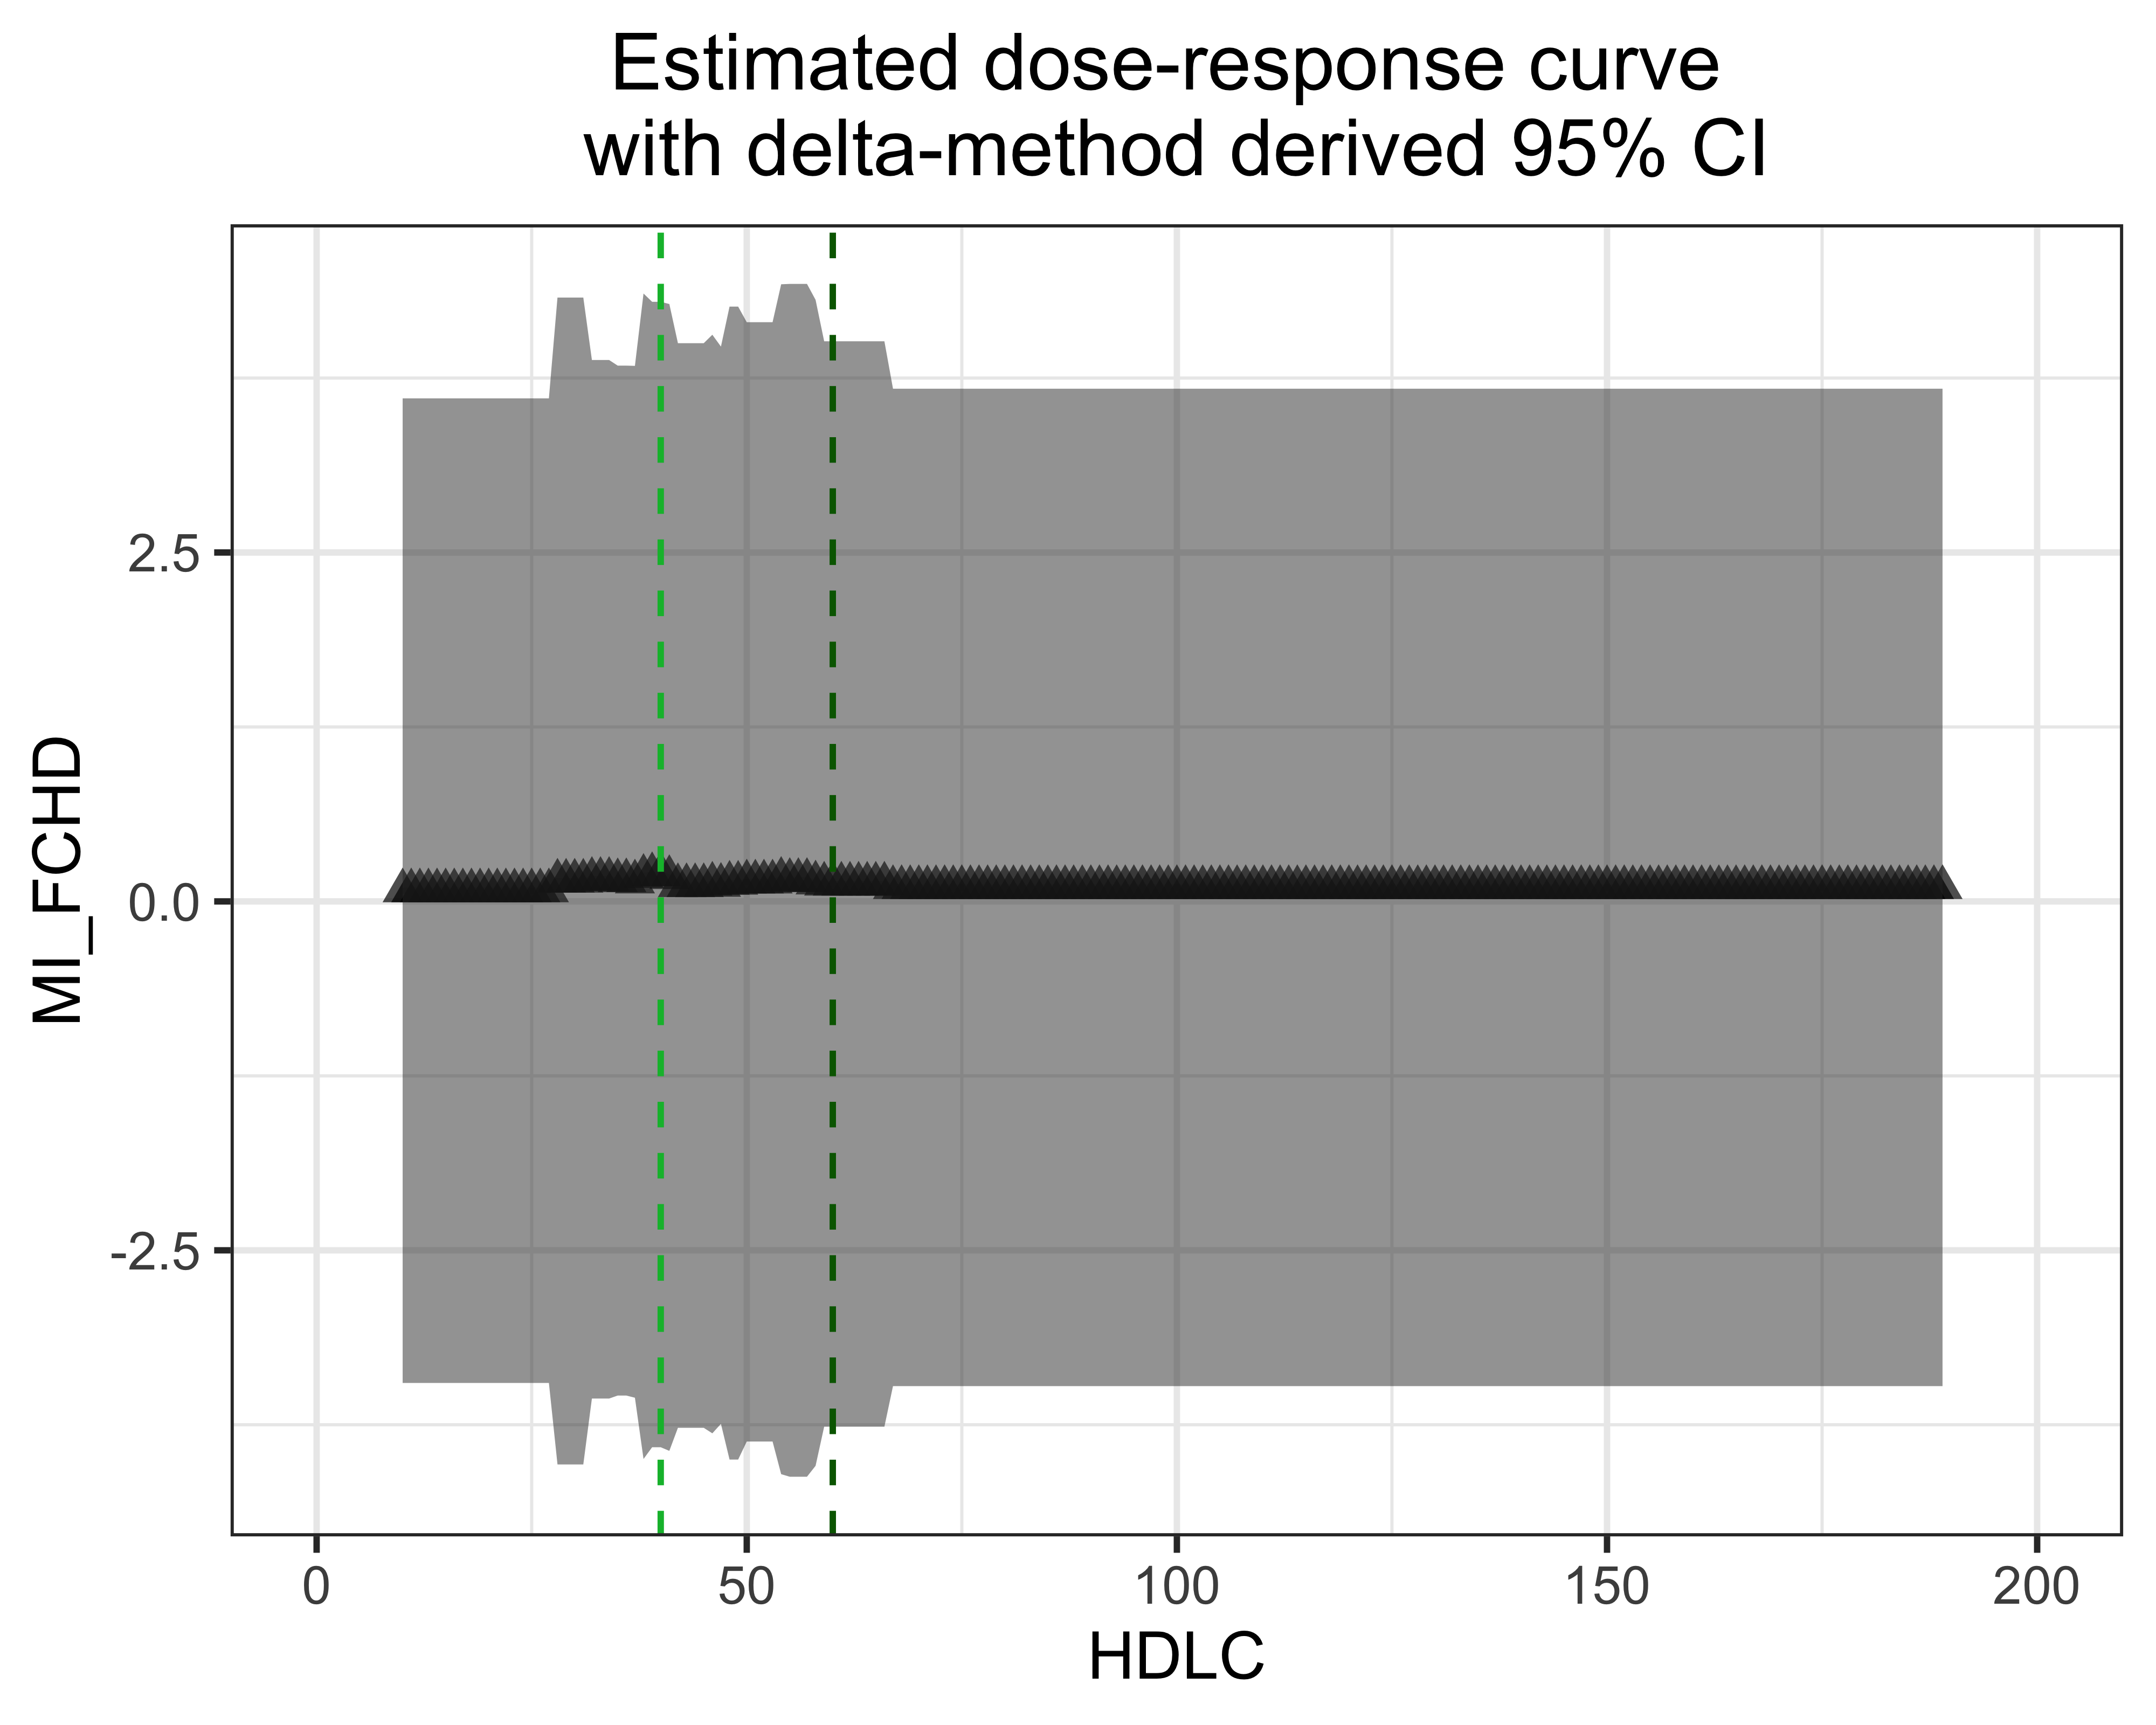 Estimated dose-response curve
with delta-method derived 95% CI
MI_FCHD
2.5
0.0
-2.5
0 50 100 150 200
HDLC